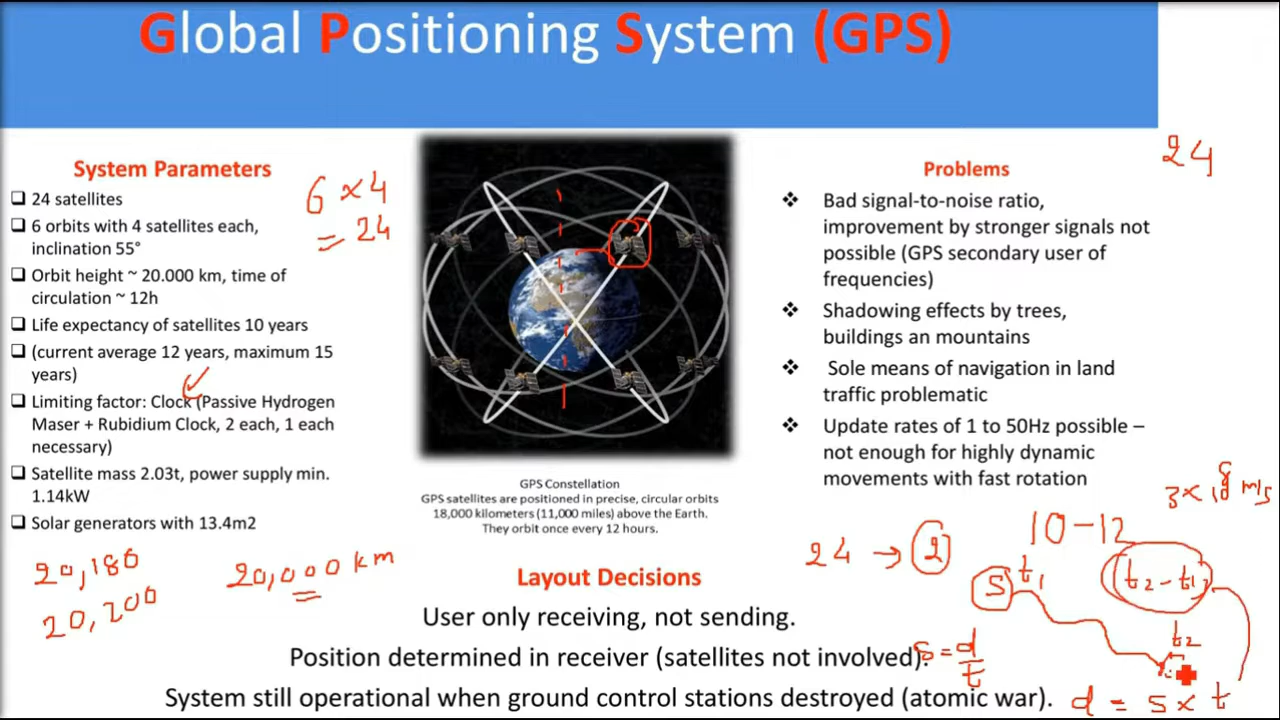 Global Positioning System (GPS)
System Parameters
24 satellites
6 orbits with 4 satellites each,
inclination 55°
Orbit height ~ 20.000 km, time of
circulation ~ 12h
Life expectancy of satellites 10 years
(current average 12 years, maximum 15
years)
Limiting factor: Clock (Passive Hydrogen
Maser + Rubidium Clock, 2 each, 1 each
necessary)
Satellite mass 2.03t, power supply min.
1.14kW
Solar generators with 13.4m2
20,180
20,200
20,000 km
6 × 4
= 24
GPS Constellation
GPS satellites are positioned in precise, circular orbits
18,000 kilometers (11,000 miles) above the Earth.
They orbit once every 12 hours.
Problems
24
Bad signal-to-noise ratio,
improvement by stronger signals not
possible (GPS secondary user of
frequencies)
Shadowing effects by trees,
buildings an mountains
Sole means of navigation in land
traffic problematic
Update rates of 1 to 50Hz possible –
not enough for highly dynamic
movements with fast rotation
3 × 10⁸ m/s
10 – 12
24 → 2
S t₁
t₂ – t₁
t₂
s = d/t
d = s × t
Layout Decisions
User only receiving, not sending.
Position determined in receiver (satellites not involved).
System still operational when ground control stations destroyed (atomic war).